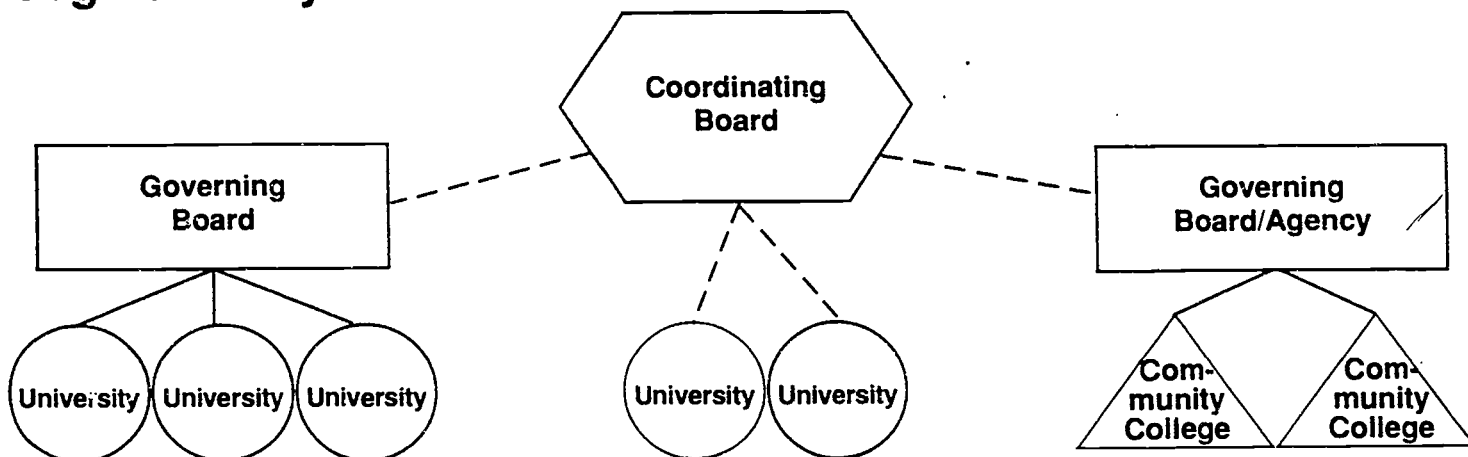 Coordinating
Board
Governing
Board
Governing
Board/Agency
University
University
University
University
University
Com-
munity
College
Com-
munity
College